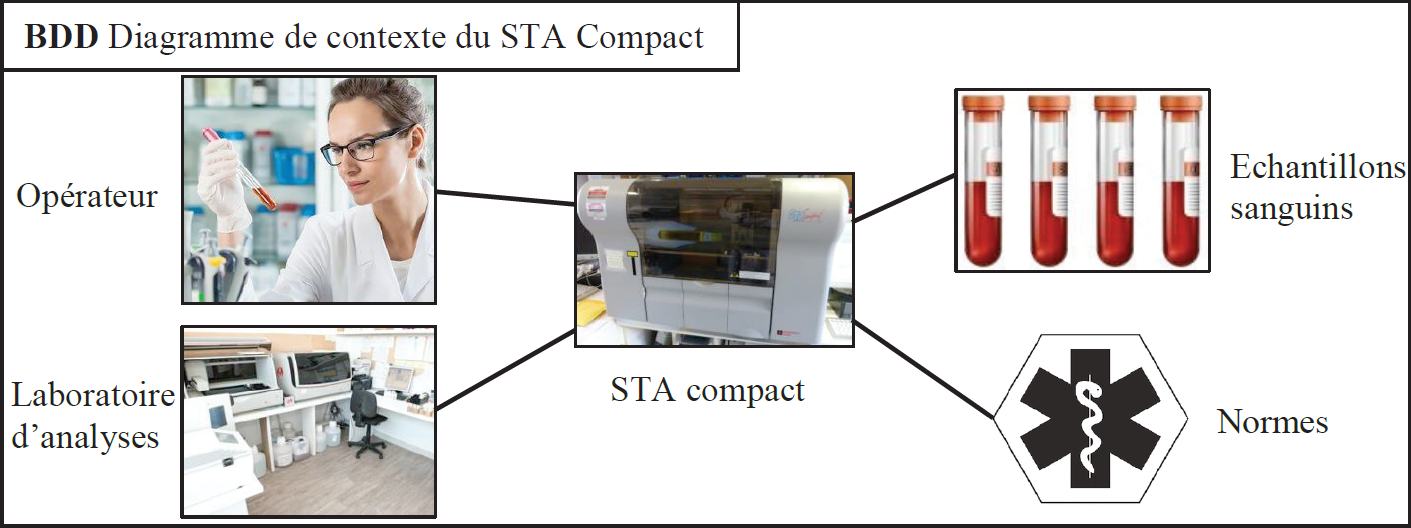 BDD Diagramme de contexte du STA Compact
Opérateur
Echantillons
sanguins
STA compact
Laboratoire
d’analyses
Normes